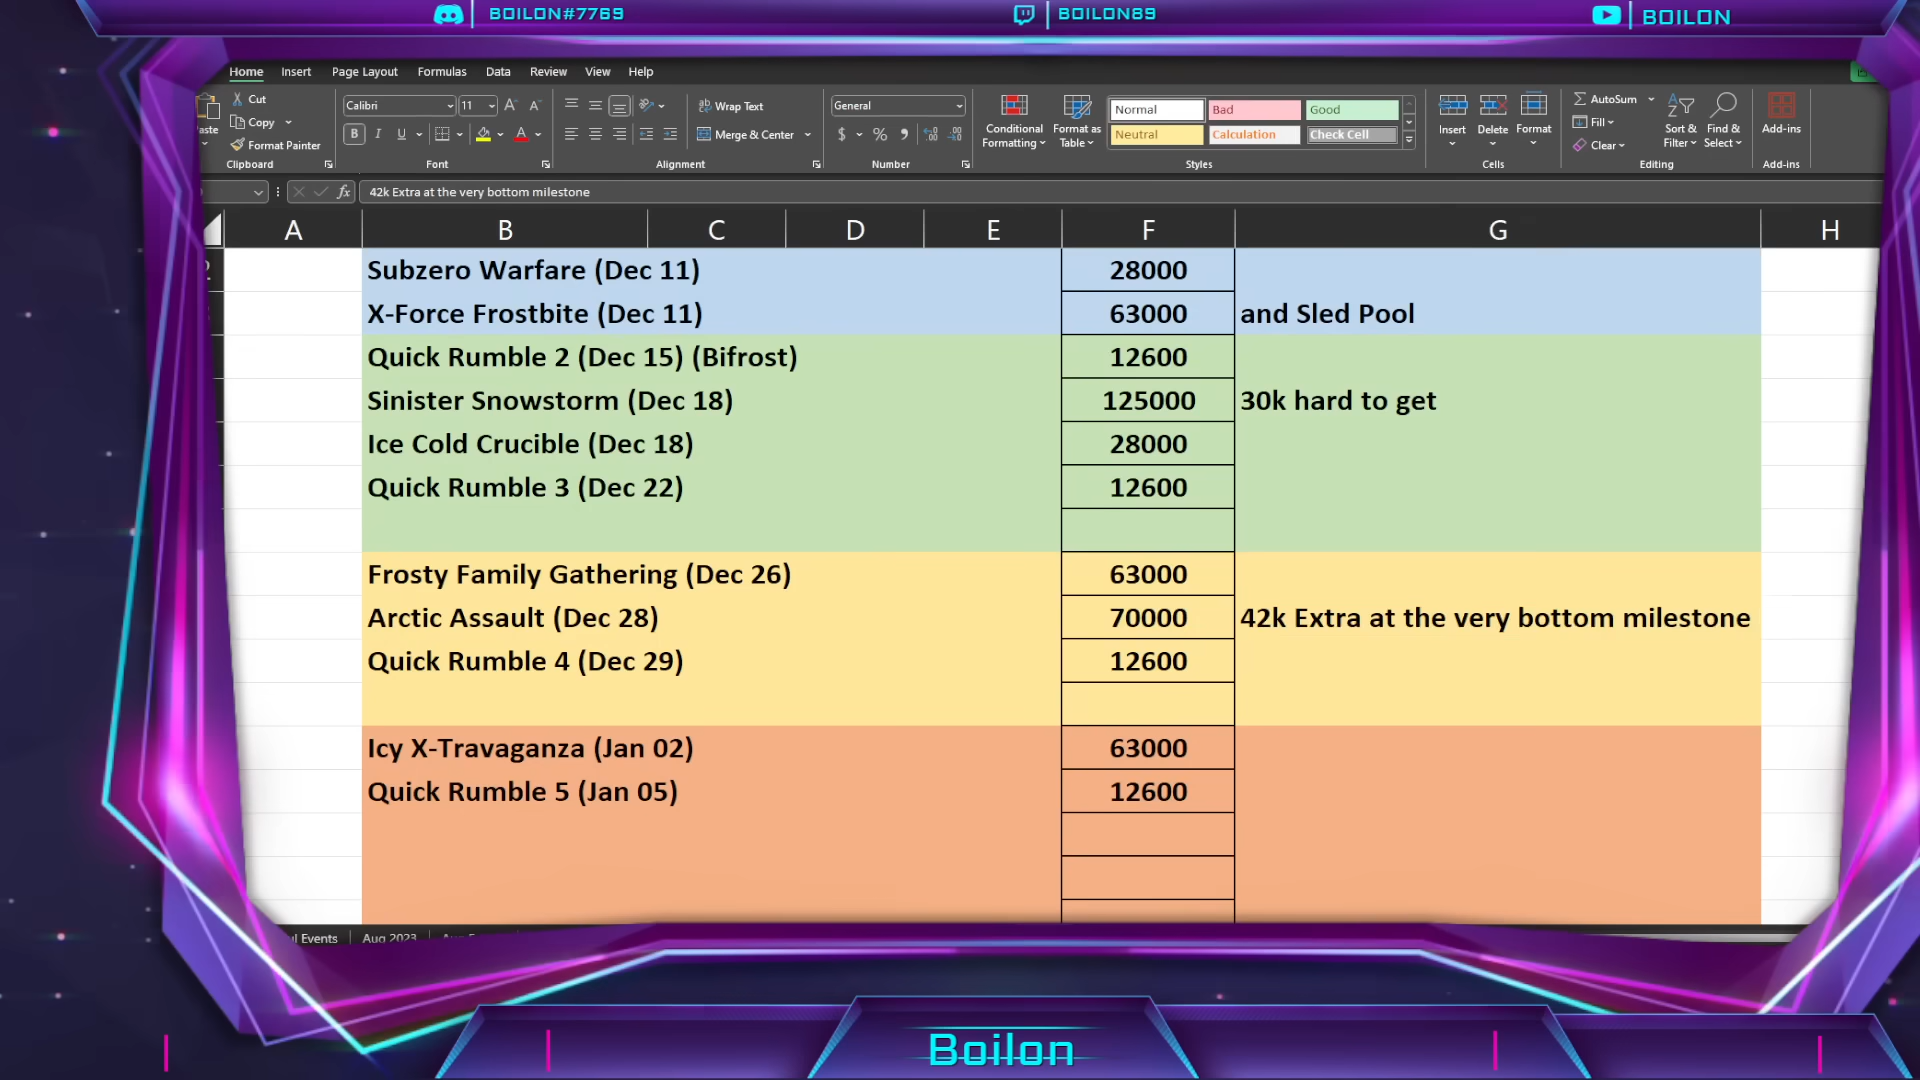 BOILON#7769
BOILON89
BOILON
Home Insert Page Layout Formulas Data Review View Help
Cut
Copy
Format Painter
Clipboard
Calibri 11
B I U
Font
Wrap Text
Merge & Center
Alignment
General
$ %
Number
Conditional Formatting
Format as Table
Normal Bad Good
Neutral Calculation Check Cell
Styles
Insert Delete Format
Cells
AutoSum
Fill
Clear
Sort & Filter
Find & Select
Editing
Add-ins
Add-ins
fx 42k Extra at the very bottom milestone
A B C D E F G H
Subzero Warfare (Dec 11) 28000
X-Force Frostbite (Dec 11) 63000 and Sled Pool
Quick Rumble 2 (Dec 15) (Bifrost) 12600
Sinister Snowstorm (Dec 18) 125000 30k hard to get
Ice Cold Crucible (Dec 18) 28000
Quick Rumble 3 (Dec 22) 12600
Frosty Family Gathering (Dec 26) 63000
Arctic Assault (Dec 28) 70000 42k Extra at the very bottom milestone
Quick Rumble 4 (Dec 29) 12600
Icy X-Travaganza (Jan 02) 63000
Quick Rumble 5 (Jan 05) 12600
Events Aug 2023
Boilon